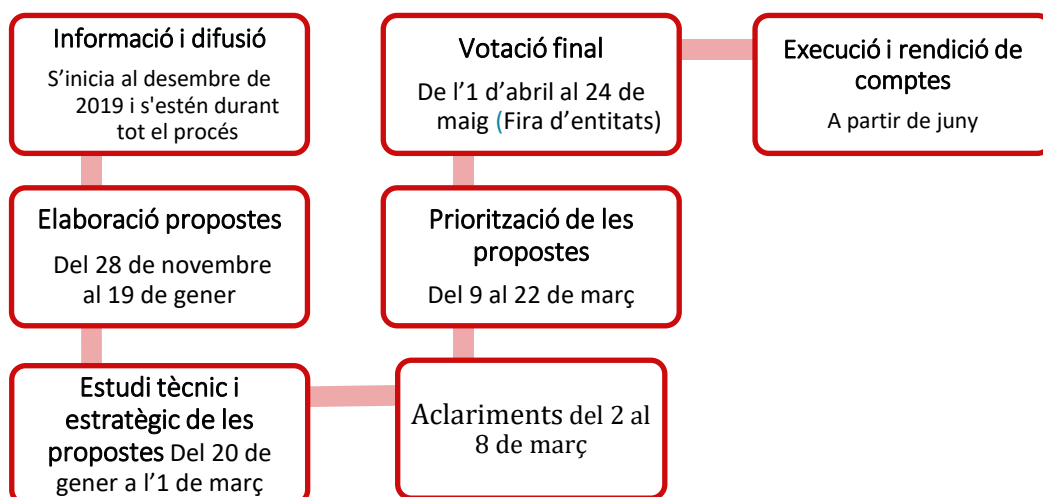 Informació i difusió
S’inicia al desembre de
2019 i s'estén durant
tot el procés
Elaboració propostes
Del 28 de novembre
al 19 de gener
Estudi tècnic i
estratègic de les
propostes Del 20 de
gener a l’1 de març
Aclariments del 2 al
8 de març
Priorització de les
propostes
Del 9 al 22 de març
Votació final
De l’1 d’abril al 24 de
maig (Fira d’entitats)
Execució i rendició de
comptes
A partir de juny